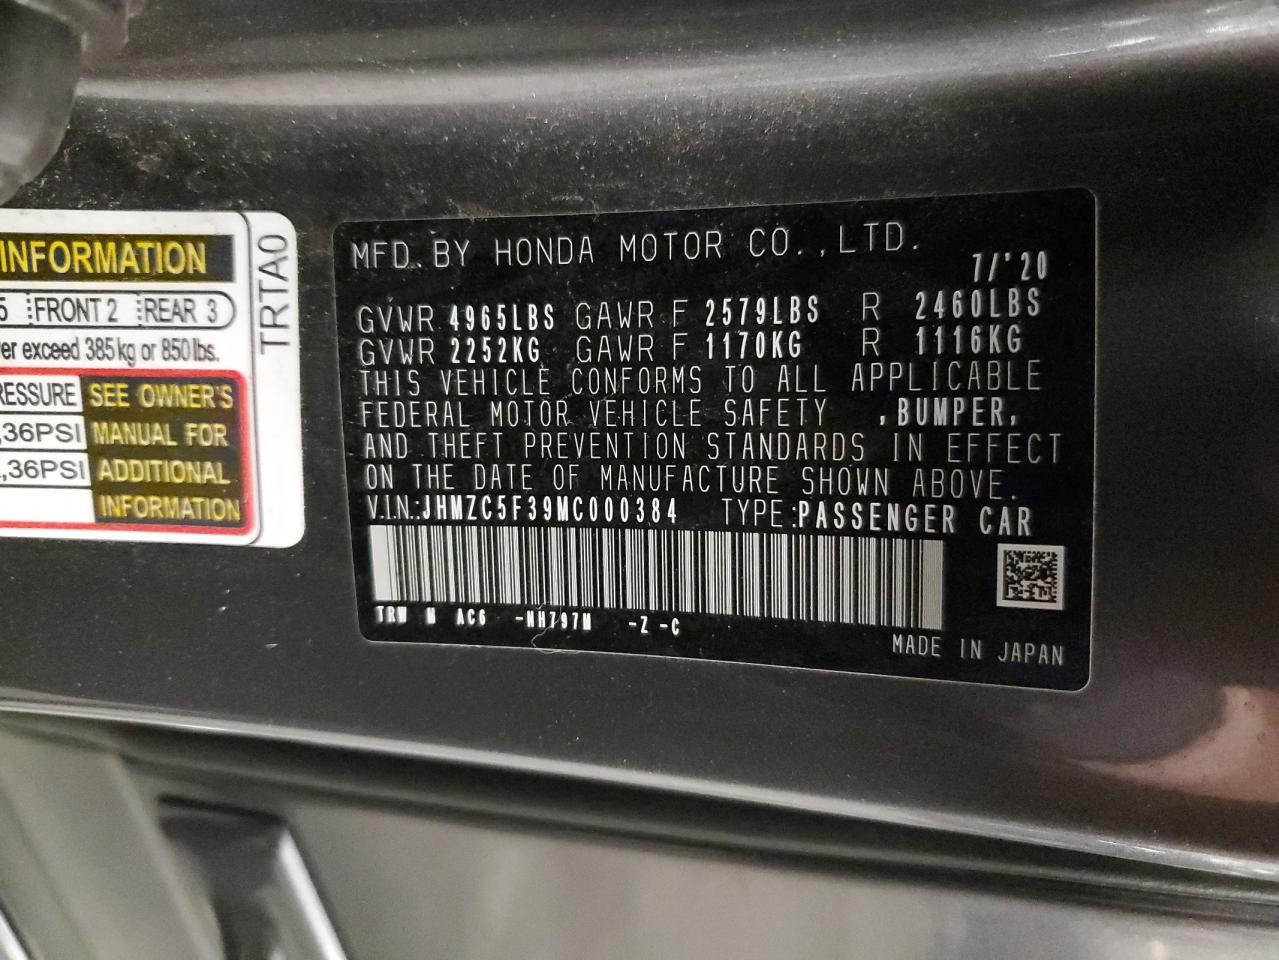 INFORMATION
5 FRONT 2 REAR 3
er exceed 385kg or 850 lbs.
RESSURE SEE OWNER'S
,36PSI MANUAL FOR
,36PSI ADDITIONAL
INFORMATION
TRTA0
MFD. BY HONDA MOTOR CO.,LTD.
7/'20
GVWR 4965LBS GAWR F 2579LBS R 2460LBS
GVWR 2252KG GAWR F 1170KG R 1116KG
THIS VEHICLE CONFORMS TO ALL APPLICABLE
FEDERAL MOTOR VEHICLE SAFETY ,BUMPER,
AND THEFT PREVENTION STANDARDS IN EFFECT
ON THE DATE OF MANUFACTURE SHOWN ABOVE.
V.I.N.:JHMZC5F39MC000384 TYPE:PASSENGER CAR
TRW M AC6 -NH797M -Z -C
MADE IN JAPAN